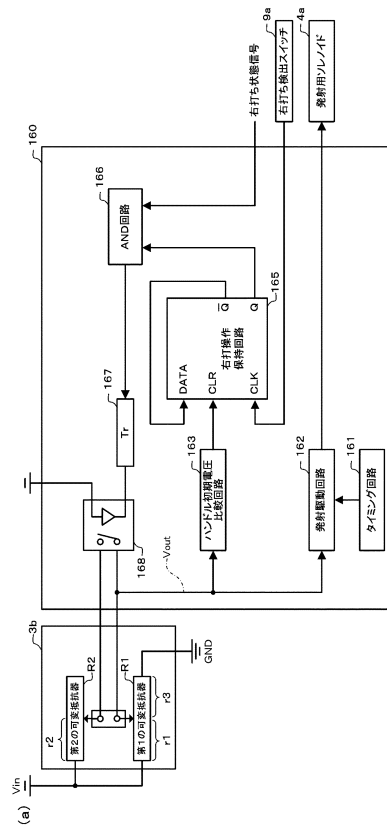 (a)
Vin
3b
r2
第2の可変抵抗器
R2
R1
第1の可変抵抗器
r1
r3
GND
160
168
Tr
167
AND回路
166
Vout
163
ハンドル初期電圧
比較回路
DATA
CLR
CLK
Q
Q
右打操作
保持回路
165
発射駆動回路
162
タイミング回路
161
右打ち状態信号
右打ち検出スイッチ
9a
発射用ソレノイド
4a